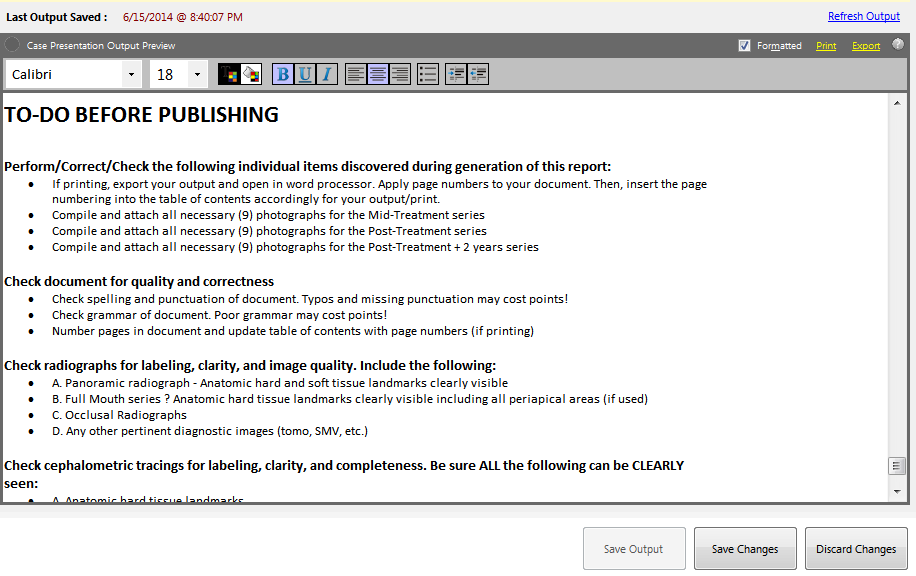 Last Output Saved : 6/15/2014 @ 8:40:07 PM Refresh Output
Case Presentation Output Preview Formatted Print Export ?
Calibri 18 T B U I
TO-DO BEFORE PUBLISHING
Perform/Correct/Check the following individual items discovered during generation of this report:
• If printing, export your output and open in word processor. Apply page numbers to your document. Then, insert the page
numbering into the table of contents accordingly for your output/print.
• Compile and attach all necessary (9) photographs for the Mid-Treatment series
• Compile and attach all necessary (9) photographs for the Post-Treatment series
• Compile and attach all necessary (9) photographs for the Post-Treatment + 2 years series
Check document for quality and correctness
• Check spelling and punctuation of document. Typos and missing punctuation may cost points!
• Check grammar of document. Poor grammar may cost points!
• Number pages in document and update table of contents with page numbers (if printing)
Check radiographs for labeling, clarity, and image quality. Include the following:
• A. Panoramic radiograph - Anatomic hard and soft tissue landmarks clearly visible
• B. Full Mouth series ? Anatomic hard tissue landmarks clearly visible including all periapical areas (if used)
• C. Occlusal Radiographs
• D. Any other pertinent diagnostic images (tomo, SMV, etc.)
Check cephalometric tracings for labeling, clarity, and completeness. Be sure ALL the following can be CLEARLY
seen:
• A. Anatomic hard tissue landmarks
Save Output Save Changes Discard Changes